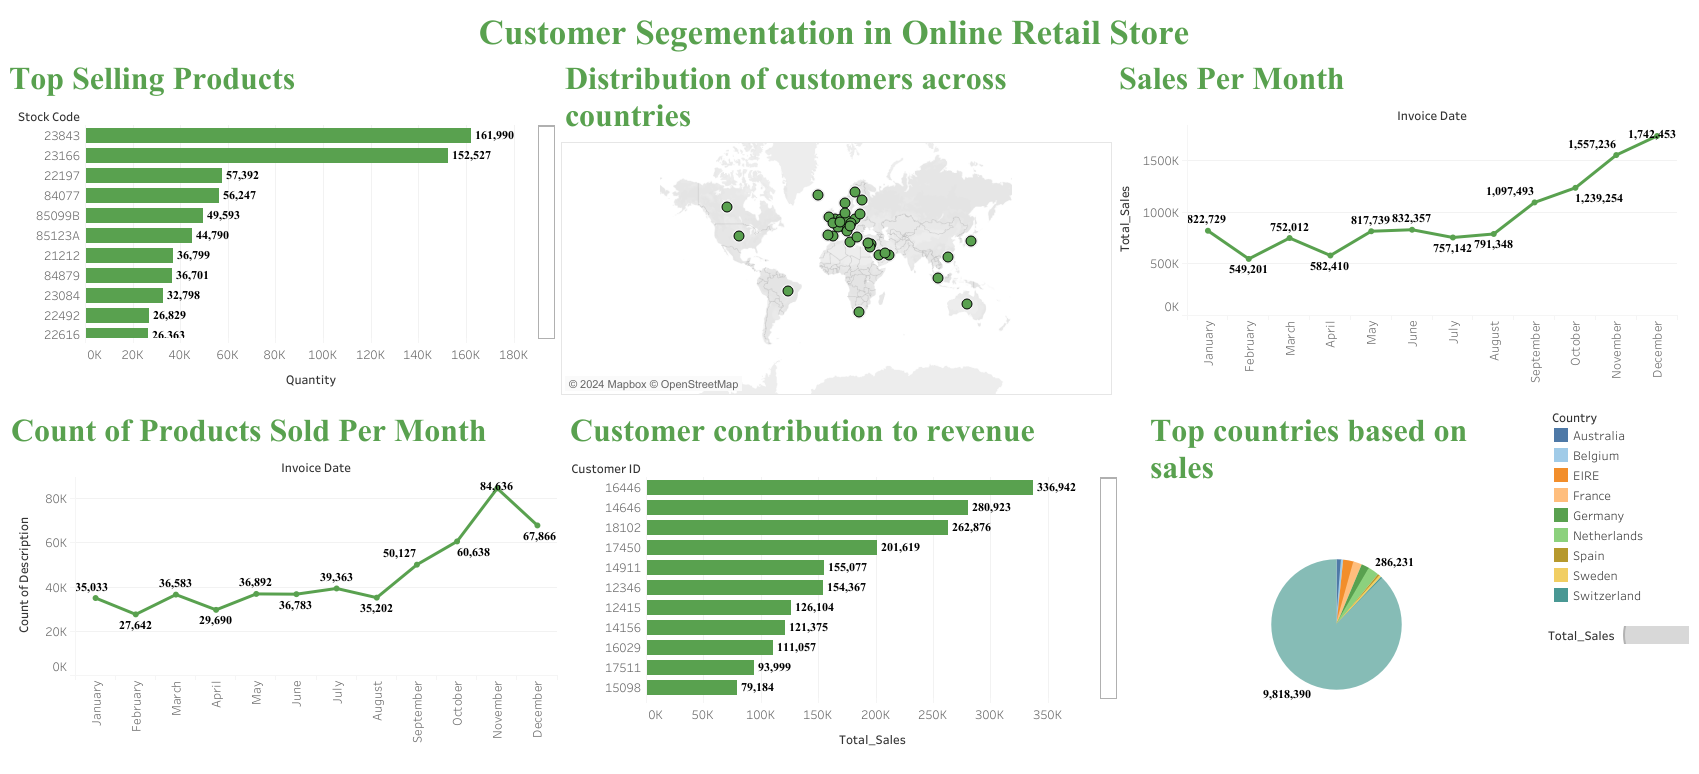 Customer Segementation in Online Retail Store
Top Selling Products
Stock Code
23843
161,990
23166
152,527
22197
57,392
84077
56,247
85099B
49,593
85123A
44,790
21212
36,799
84879
36,701
23084
32,798
22492
26,829
22616
26,363
0K 20K 40K 60K 80K 100K 120K 140K 160K 180K
Quantity
Distribution of customers across
countries
© 2024 Mapbox © OpenStreetMap
Sales Per Month
Invoice Date
Total_Sales
1500K
1000K
500K
0K
822,729
549,201
752,012
582,410
817,739
832,357
757,142
791,348
1,097,493
1,239,254
1,557,236
1,742,453
January
February
March
April
May
June
July
August
September
October
November
December
Count of Products Sold Per Month
Invoice Date
Count of Description
80K
60K
40K
20K
0K
35,033
27,642
36,583
29,690
36,892
36,783
39,363
35,202
50,127
60,638
84,636
67,866
January
February
March
April
May
June
July
August
September
October
November
December
Customer contribution to revenue
Customer ID
16446
336,942
14646
280,923
18102
262,876
17450
201,619
14911
155,077
12346
154,367
12415
126,104
14156
121,375
16029
111,057
17511
93,999
15098
79,184
0K 50K 100K 150K 200K 250K 300K 350K
Total_Sales
Top countries based on
sales
286,231
9,818,390
Country
Australia
Belgium
EIRE
France
Germany
Netherlands
Spain
Sweden
Switzerland
Total_Sales